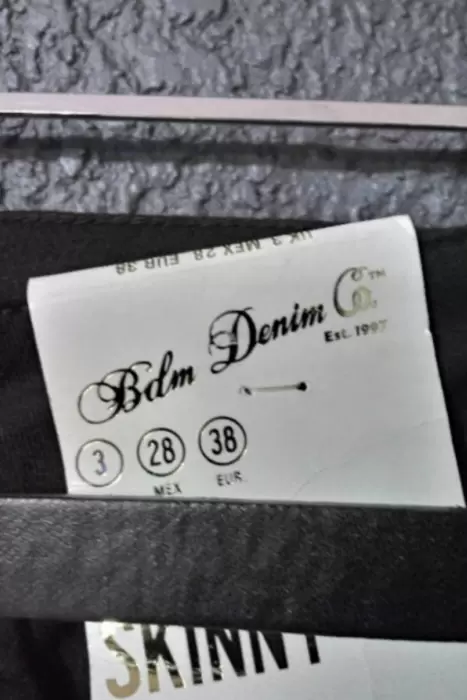 UK 3 MEX 28 EUR 38
Bdm Denim Co.™
Est. 1997
3 28 38
MEX EUR
SKINNY